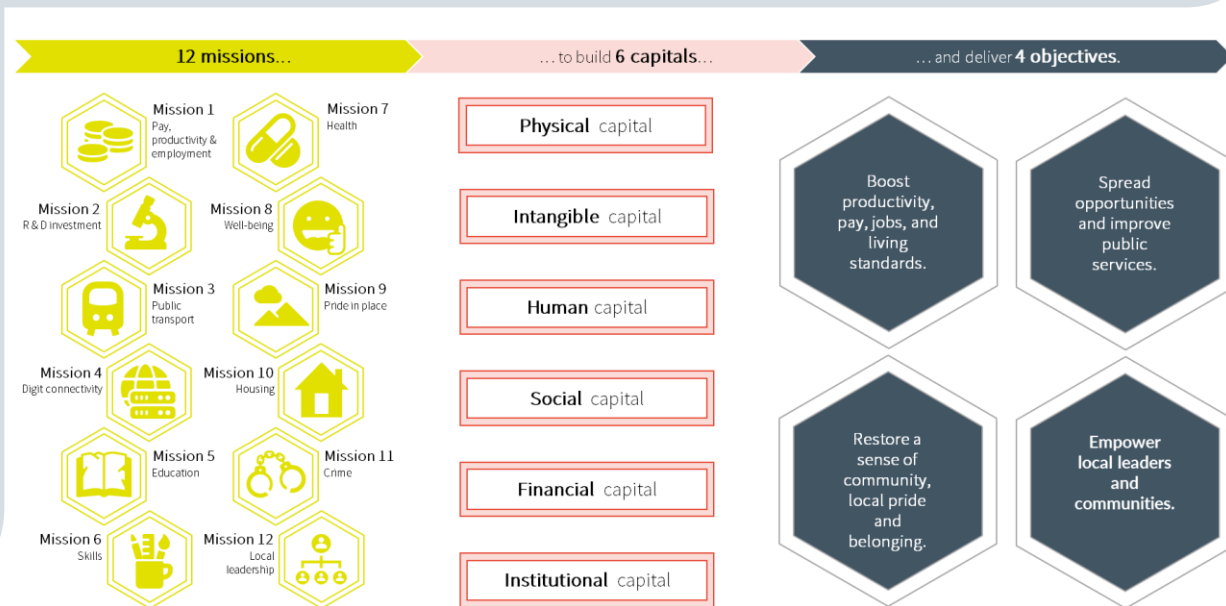 12 missions...
... to build 6 capitals...
... and deliver 4 objectives.
Mission 1
Pay,
productivity &
employment
Mission 7
Health
Mission 2
R & D investment
Mission 8
Well-being
Mission 3
Public
transport
Mission 9
Pride in place
Mission 4
Digit connectivity
Mission 10
Housing
Mission 5
Education
Mission 11
Crime
Mission 6
Skills
Mission 12
Local
leadership
Physical capital
Intangible capital
Human capital
Social capital
Financial capital
Institutional capital
Boost
productivity,
pay, jobs, and
living
standards.
Spread
opportunities
and improve
public
services.
Restore a
sense of
community,
local pride
and
belonging.
Empower
local leaders
and
communities.